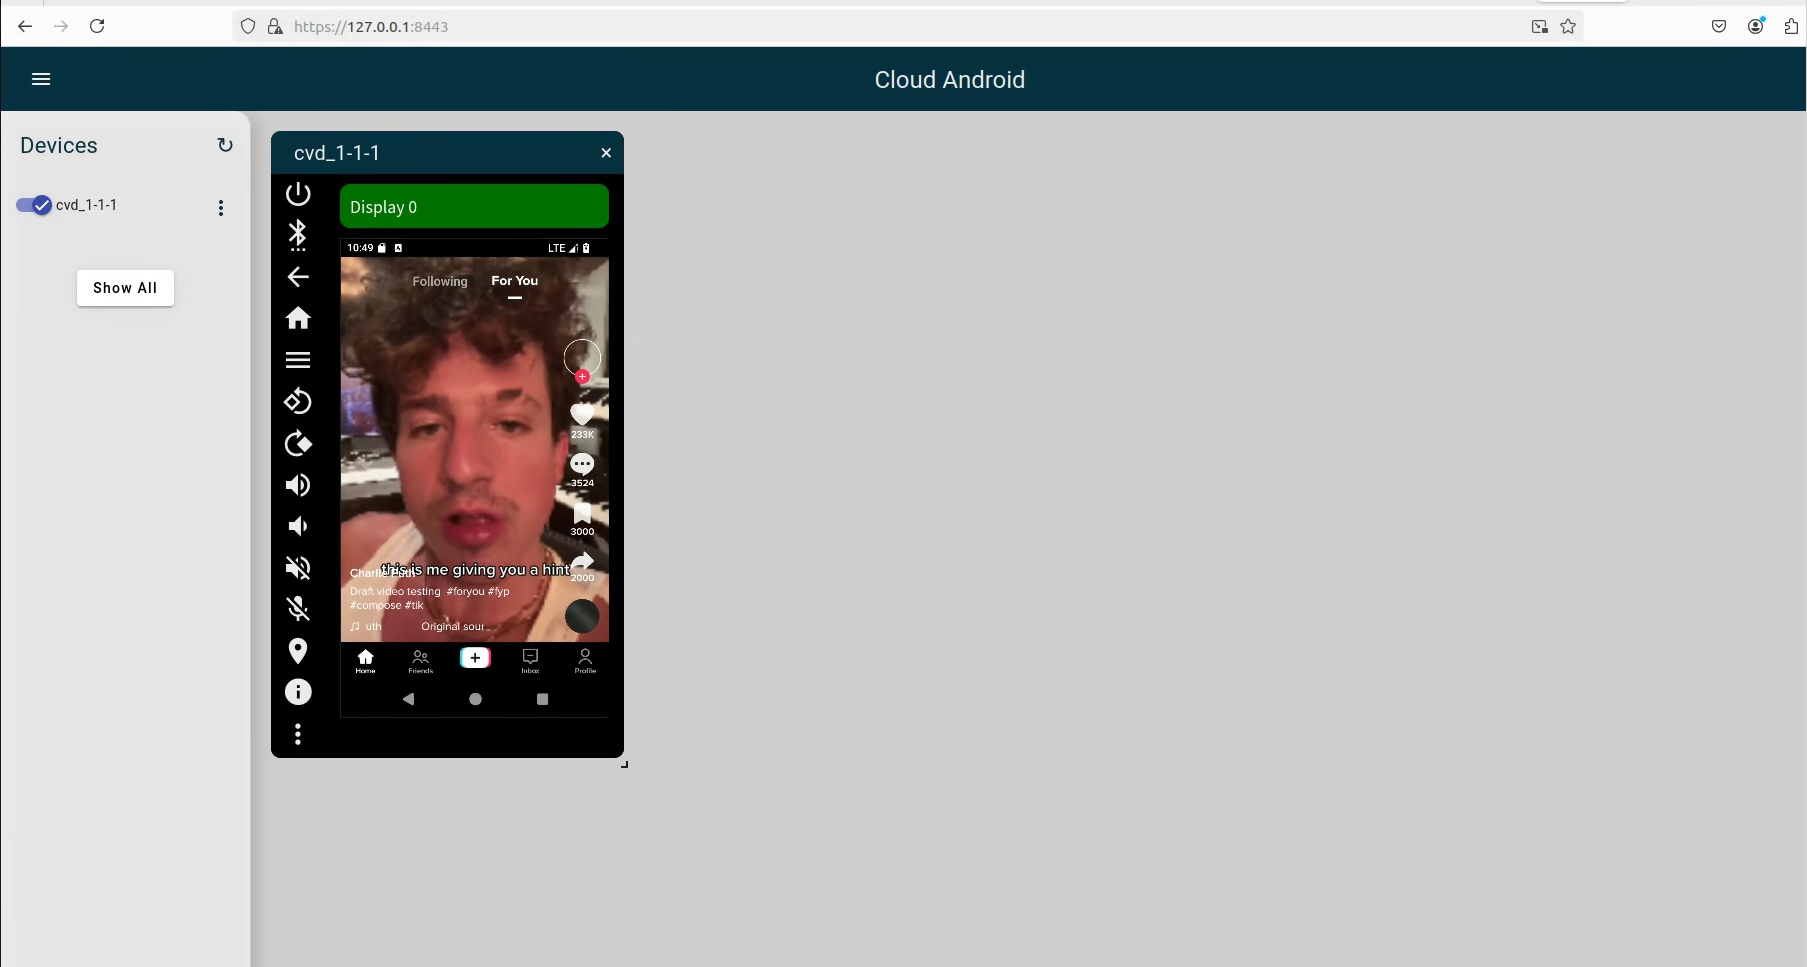 https://127.0.0.1:8443
Cloud Android
Devices
cvd_1-1-1
Show All
cvd_1-1-1
Display 0
10:49
LTE
Following
For You
233K
3524
3000
2000
this is me giving you a hint
Charlie Puth
Draft video testing #foryou #fyp
#compose #tik
uth Original sour
Home
Friends
Inbox
Profile